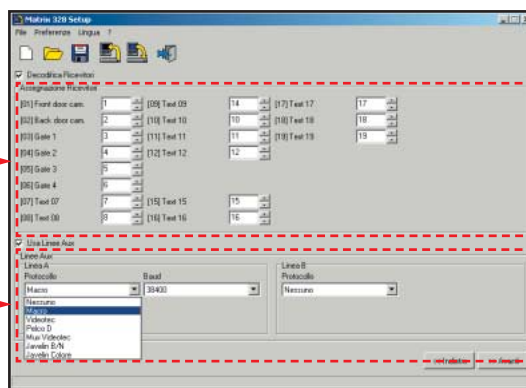 Matrix 328 Setup
File Preferenze Lingua ?
Decodifica Ricevitori
Assegnazione Ricevitori
[01] Front door cam. 1 [09] Text 09 14 [17] Text 17 17
[02] Back door cam. 2 [10] Text 10 10 [18] Text 18 18
[03] Gate 1 3 [11] Text 11 11 [19] Text 19 19
[04] Gate 2 4 [12] Text 12 12
[05] Gate 3 5
[06] Gate 4 6
[07] Text 07 7 [15] Text 15 15
[08] Text 08 8 [16] Text 16 16
Usa Linee Aux
Linee Aux
Linea A Linea B
Protocollo Baud Protocollo
Macro 38400 Nessuno
Nessuno
Macro
Videotec
Pelco D
Mux Videotec
Javelin B/N
Javelin Colore
<< Indietro >> Avanti